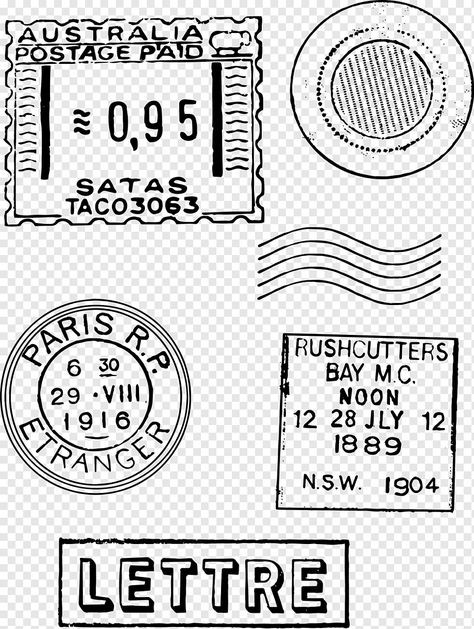 AUSTRALIA
POSTAGE PAID
≈ 0,95
SATAS
TACO3063
PARIS R.P.
6 30
29 · VIII
1916
ETRANGER
RUSHCUTTERS
BAY M.C.
NOON
12 28 JLY 12
1889
N.S.W. 1904
LETTRE